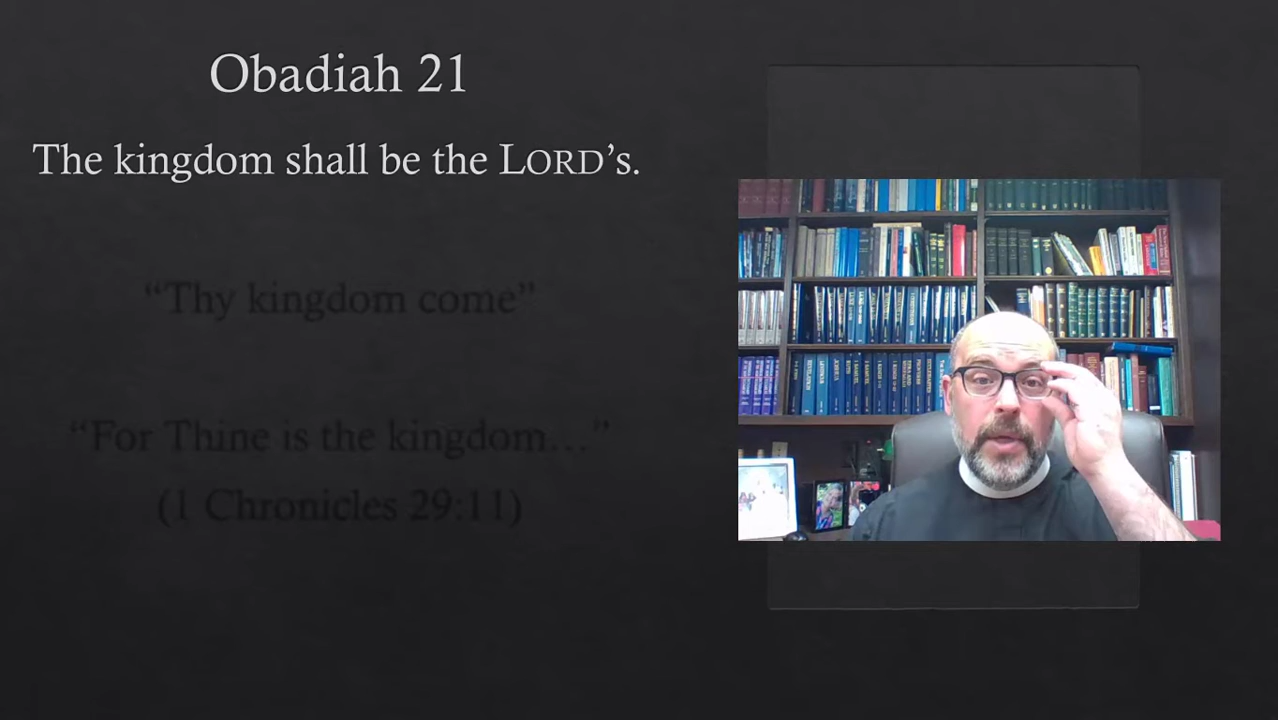 Obadiah 21
The kingdom shall be the LORD's.
“Thy kingdom come”
“For Thine is the kingdom…”
(1 Chronicles 29:11)